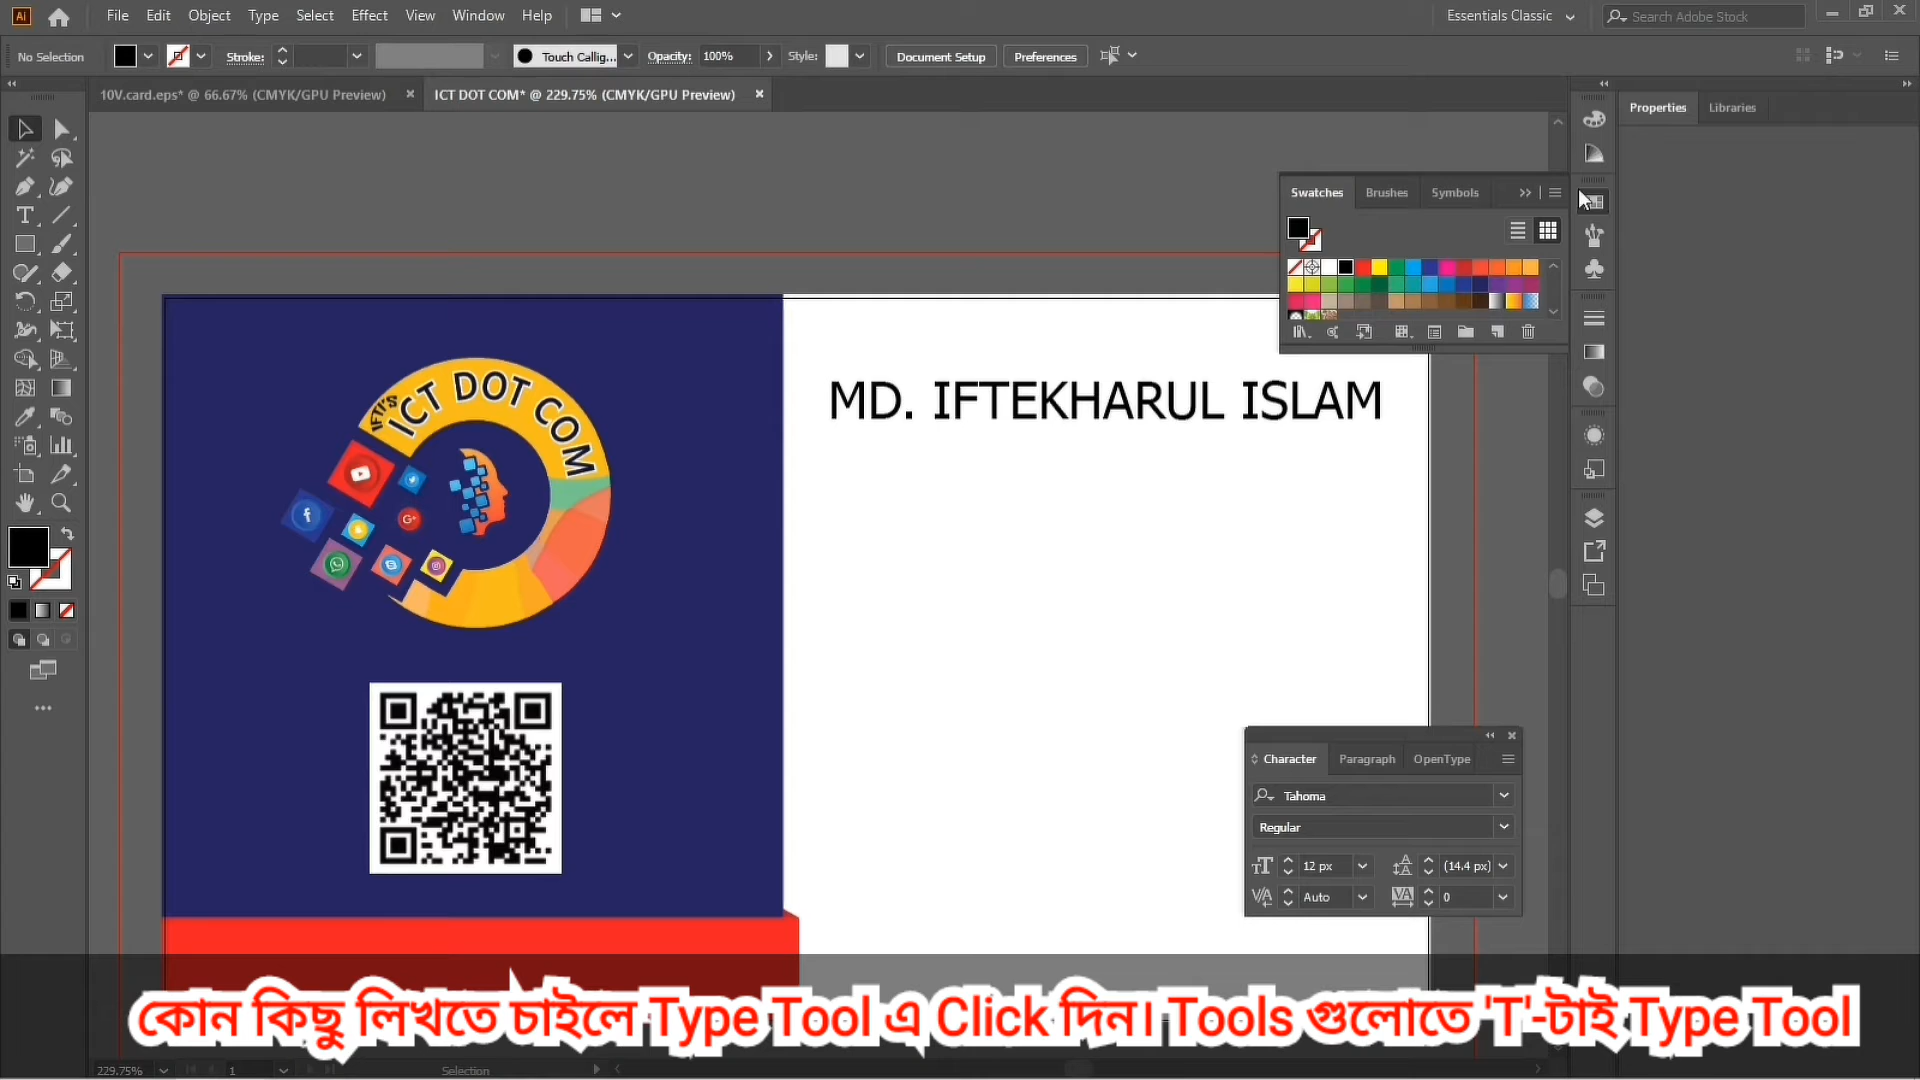 Ai File Edit Object Type Select Effect View Window Help Essentials Classic Search Adobe Stock
No Selection Stroke: Touch Callig... Opacity: 100% Style: Document Setup Preferences
10V.card.eps* @ 66.67% (CMYK/GPU Preview) × ICT DOT COM* @ 229.75% (CMYK/GPU Preview) ×
Properties Libraries
Swatches Brushes Symbols
IFTI'S
ICT DOT COM
MD. IFTEKHARUL ISLAM
Character Paragraph OpenType
Tahoma
Regular
12 px (14.4 px)
Auto 0
কোন কিছু লিখতে চাইলে Type Tool এ Click দিন। Tools গুলোতে 'T'-টাই Type Tool
229.75% 1 Selection